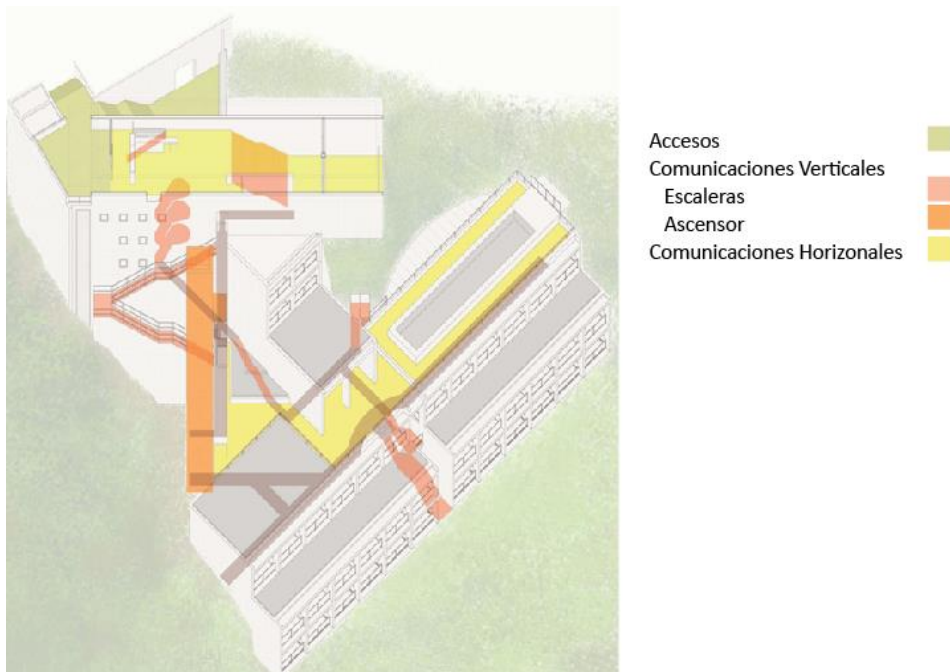 Accesos
Comunicaciones Verticales
Escaleras
Ascensor
Comunicaciones Horizonales